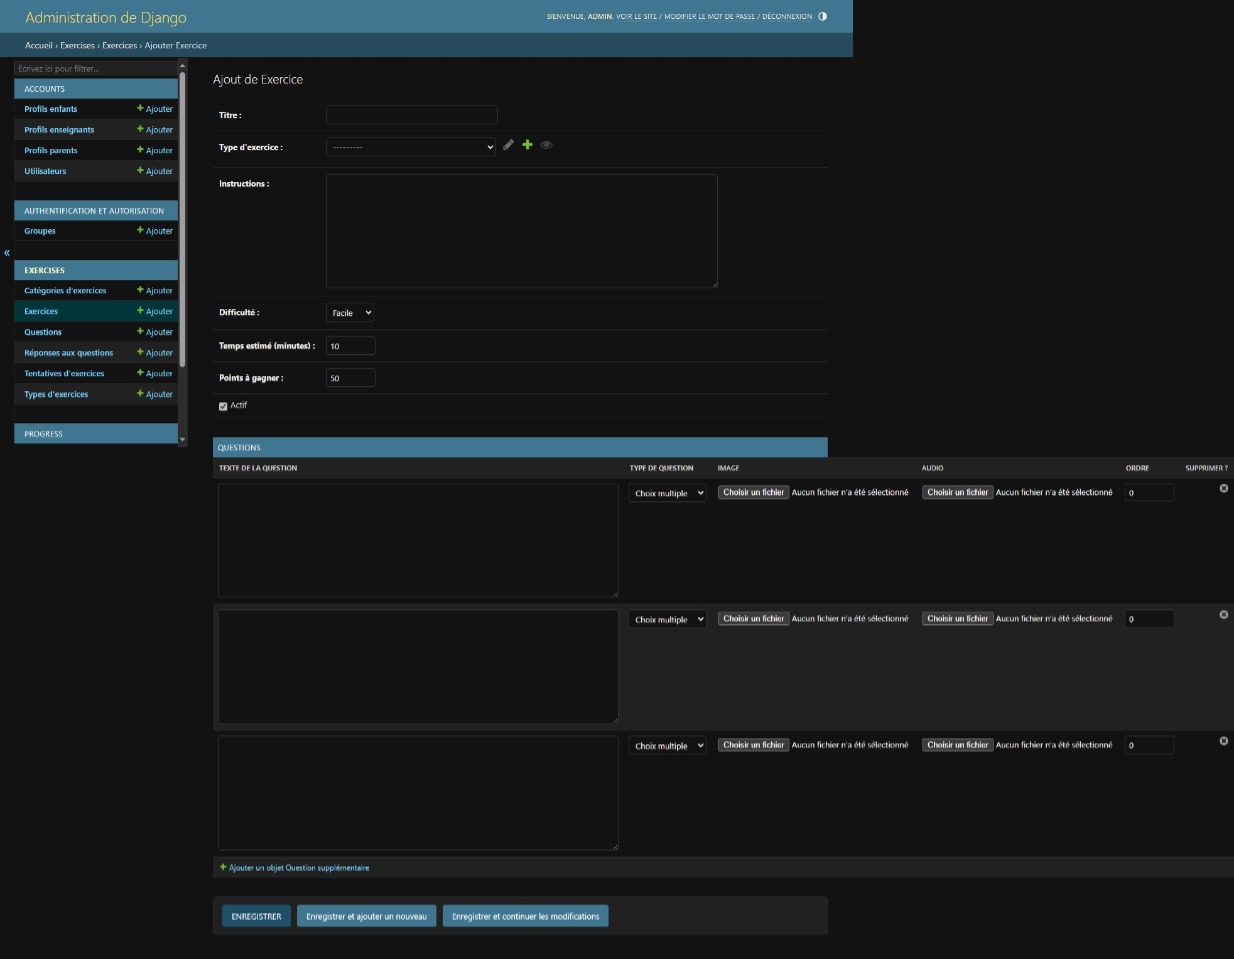 Administration de Django
BIENVENUE, ADMIN. VOIR LE SITE / MODIFIER LE MOT DE PASSE / DÉCONNEXION
Accueil › Exercises › Exercices › Ajouter Exercice
Écrivez ici pour filtrer…
ACCOUNTS
Profils enfants + Ajouter
Profils enseignants + Ajouter
Profils parents + Ajouter
Utilisateurs + Ajouter
AUTHENTIFICATION ET AUTORISATION
Groupes + Ajouter
«
EXERCISES
Catégories d'exercices + Ajouter
Exercices + Ajouter
Questions + Ajouter
Réponses aux questions + Ajouter
Tentatives d'exercices + Ajouter
Types d'exercices + Ajouter
PROGRESS
Ajout de Exercice
Titre :
Type d'exercice : ---------
Instructions :
Difficulté : Facile
Temps estimé (minutes) : 10
Points à gagner : 50
Actif
QUESTIONS
TEXTE DE LA QUESTION TYPE DE QUESTION IMAGE AUDIO ORDRE SUPPRIMER ?
Choix multiple Choisir un fichier Aucun fichier n'a été sélectionné Choisir un fichier Aucun fichier n'a été sélectionné 0
Choix multiple Choisir un fichier Aucun fichier n'a été sélectionné Choisir un fichier Aucun fichier n'a été sélectionné 0
Choix multiple Choisir un fichier Aucun fichier n'a été sélectionné Choisir un fichier Aucun fichier n'a été sélectionné 0
+ Ajouter un objet Question supplémentaire
ENREGISTRER Enregistrer et ajouter un nouveau Enregistrer et continuer les modifications